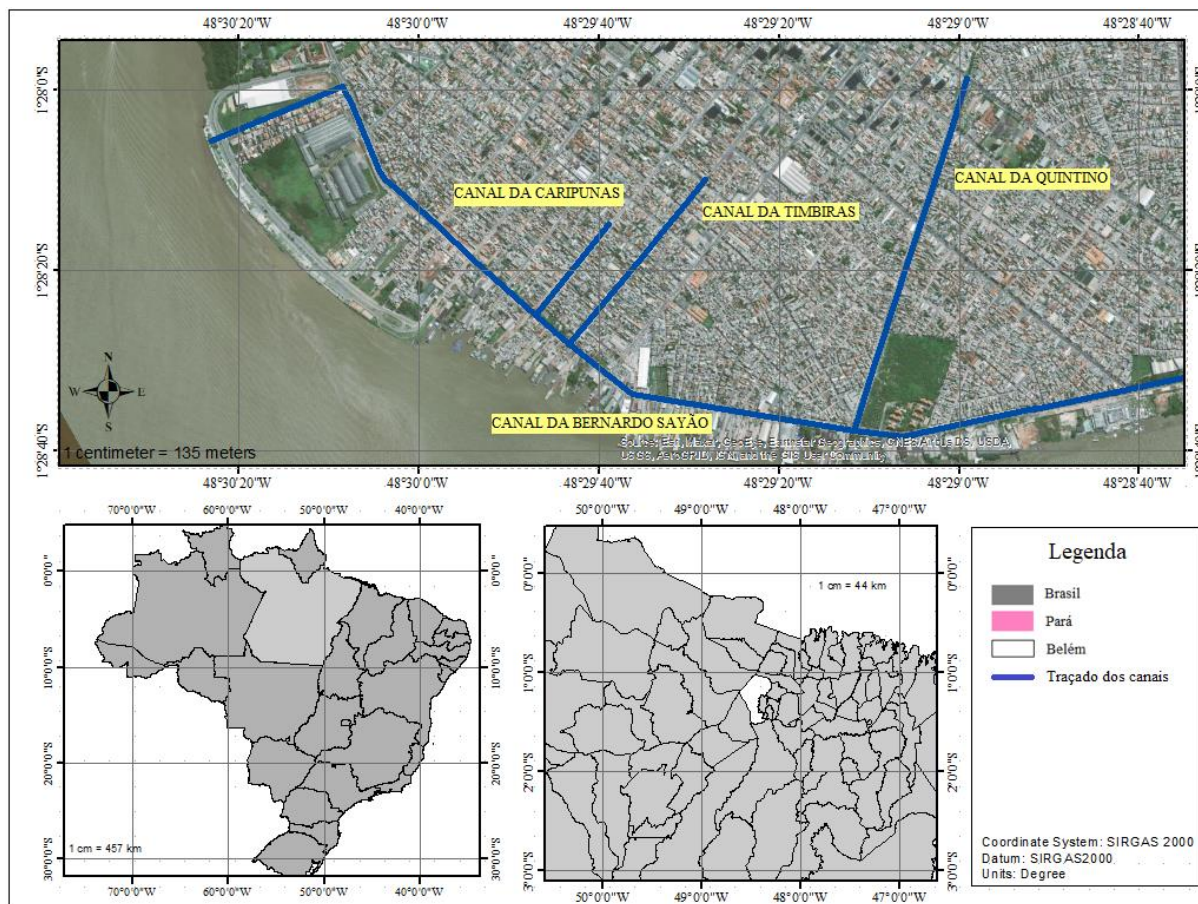 48°30'20"W 48°30'0"W 48°29'40"W 48°29'20"W 48°29'0"W 48°28'40"W
1°28'0"S
1°28'20"S
1°28'40"S
CANAL DA CARIPUNAS
CANAL DA TIMBIRAS
CANAL DA QUINTINO
CANAL DA BERNARDO SAYÃO
N
W E
S
1 centimeter = 135 meters
48°30'20"W 48°30'0"W 48°29'40"W 48°29'20"W 48°29'0"W 48°28'40"W
70°0'0"W 60°0'0"W 50°0'0"W 40°0'0"W
0°0'0"
10°0'0"S
20°0'0"S
30°0'0"S
1 cm = 457 km
70°0'0"W 60°0'0"W 50°0'0"W 40°0'0"W
50°0'0"W 49°0'0"W 48°0'0"W 47°0'0"W
1 cm = 44 km
0°0'0"
1°0'0"S
2°0'0"S
3°0'0"S
50°0'0"W 49°0'0"W 48°0'0"W 47°0'0"W
Legenda
Brasil
Pará
Belém
Traçado dos canais
Coordinate System: SIRGAS 2000
Datum: SIRGAS2000
Units: Degree